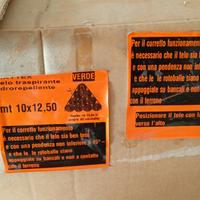 telo traspirante
idrorepellente
VERDE
mt 10x12,50
Per il corretto funzionamento
è necessario che il telo sia ben
e con una pendenza non inferiore
e che le rotoballe siano
appoggiate su bancali e non a contatto
con il terreno
Per il corretto funzionamento
è necessario che il telo sia ben
e con una pendenza non inf
e che le rotoballe siano
appoggiate su bancali e
con il terreno
Posizionare il telo con la
verso l'alto